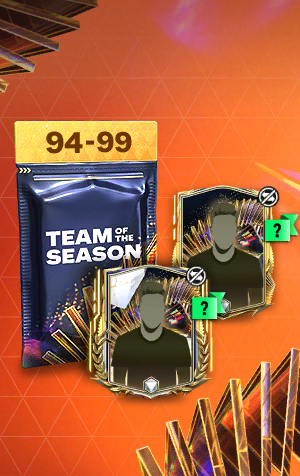 94-99
TEAM OF THE
SEASON
?
?